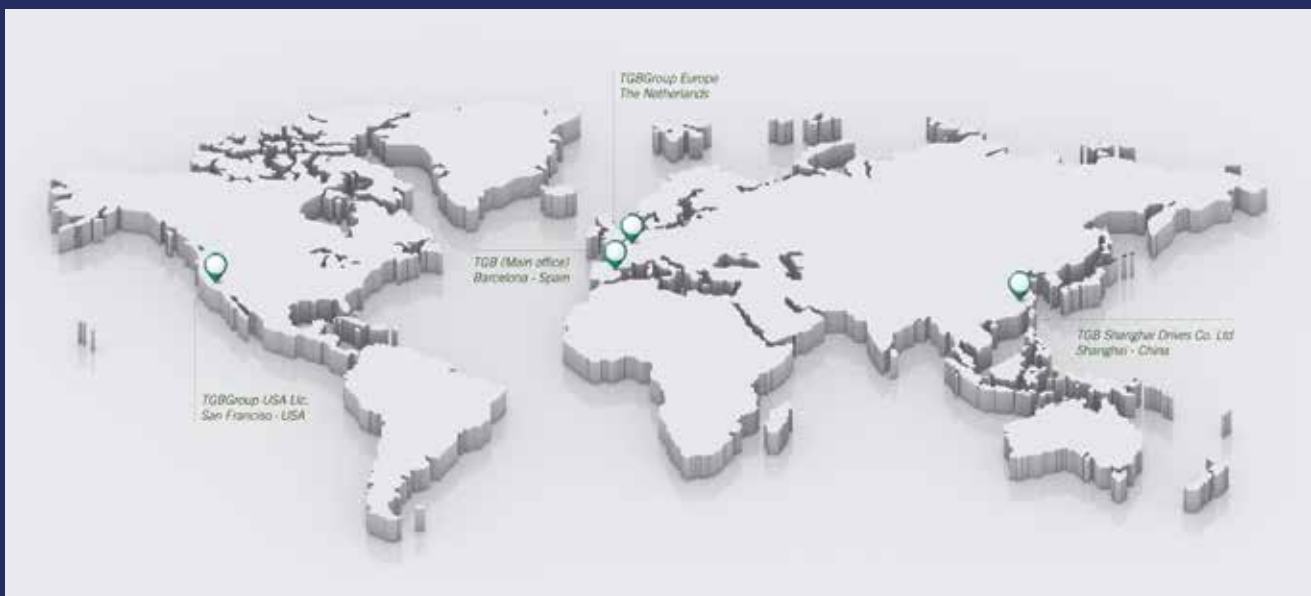 TGBGroup Europe
The Netherlands
TGB (Main office)
Barcelona - Spain
TGB Shanghai Drives Co. Ltd
Shanghai - China
TGBGroup USA Llc.
San Franciso - USA